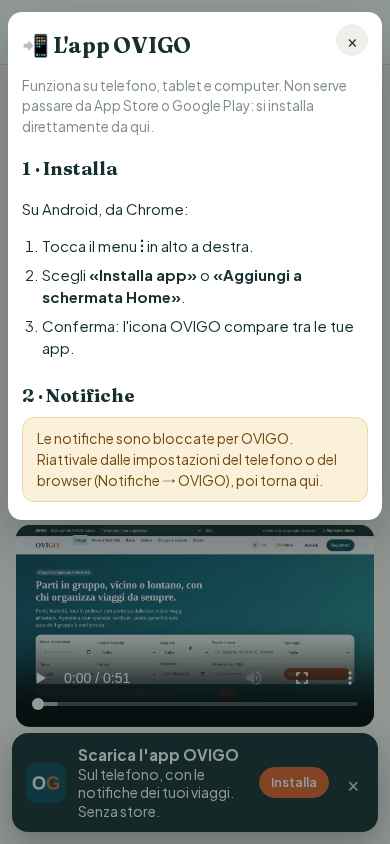 📲 L'app OVIGO
×
Funziona su telefono, tablet e computer. Non serve
passare da App Store o Google Play: si installa
direttamente da qui.
1 · Installa
Su Android, da Chrome:
1. Tocca il menu ⋮ in alto a destra.
2. Scegli «Installa app» o «Aggiungi a
schermata Home».
3. Conferma: l'icona OVIGO compare tra le tue
app.
2 · Notifiche
Le notifiche sono bloccate per OVIGO.
Riattivale dalle impostazioni del telefono o del
browser (Notifiche → OVIGO), poi torna qui.
OVIGO
Parti in gruppo, vicino o lontano, con
chi organizza viaggi da sempre.
0:00 / 0:51
OG
Scarica l'app OVIGO
Sul telefono, con le
notifiche dei tuoi viaggi.
Senza store.
Installa
×